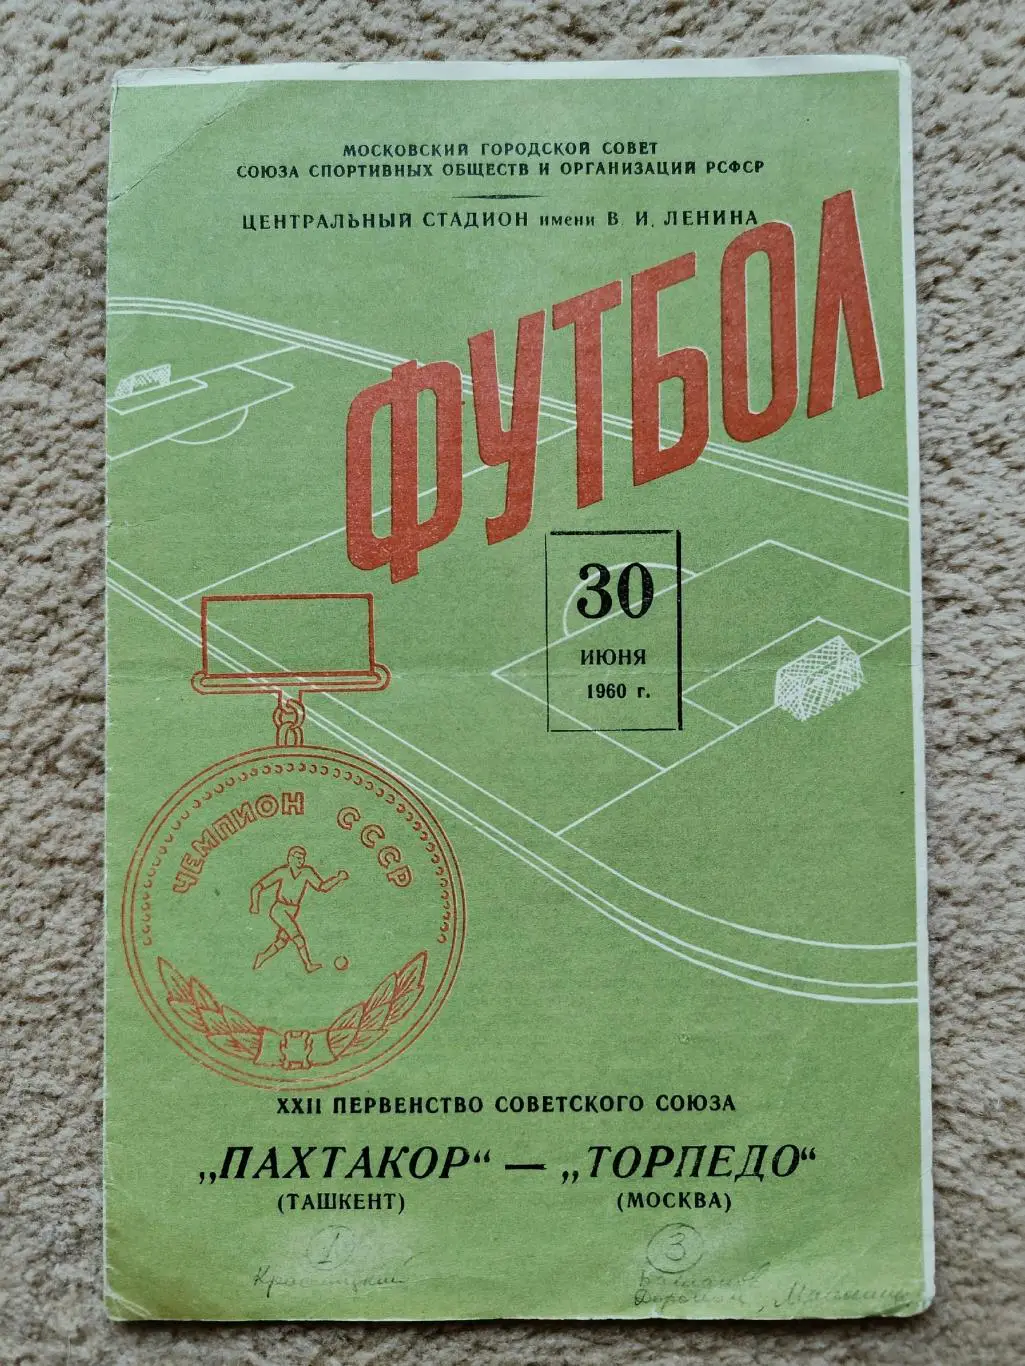 МОСКОВСКИЙ ГОРОДСКОЙ СОВЕТ
СОЮЗА СПОРТИВНЫХ ОБЩЕСТВ И ОРГАНИЗАЦИЙ РСФСР
ЦЕНТРАЛЬНЫЙ СТАДИОН имени В. И. ЛЕНИНА
ФУТБОЛ
30
ИЮНЯ
1960 г.
ЧЕМПИОН СССР
XXII ПЕРВЕНСТВО СОВЕТСКОГО СОЮЗА
„ПАХТАКОР“ — „ТОРПЕДО“
(ТАШКЕНТ) (МОСКВА)
1 3
Красницкий